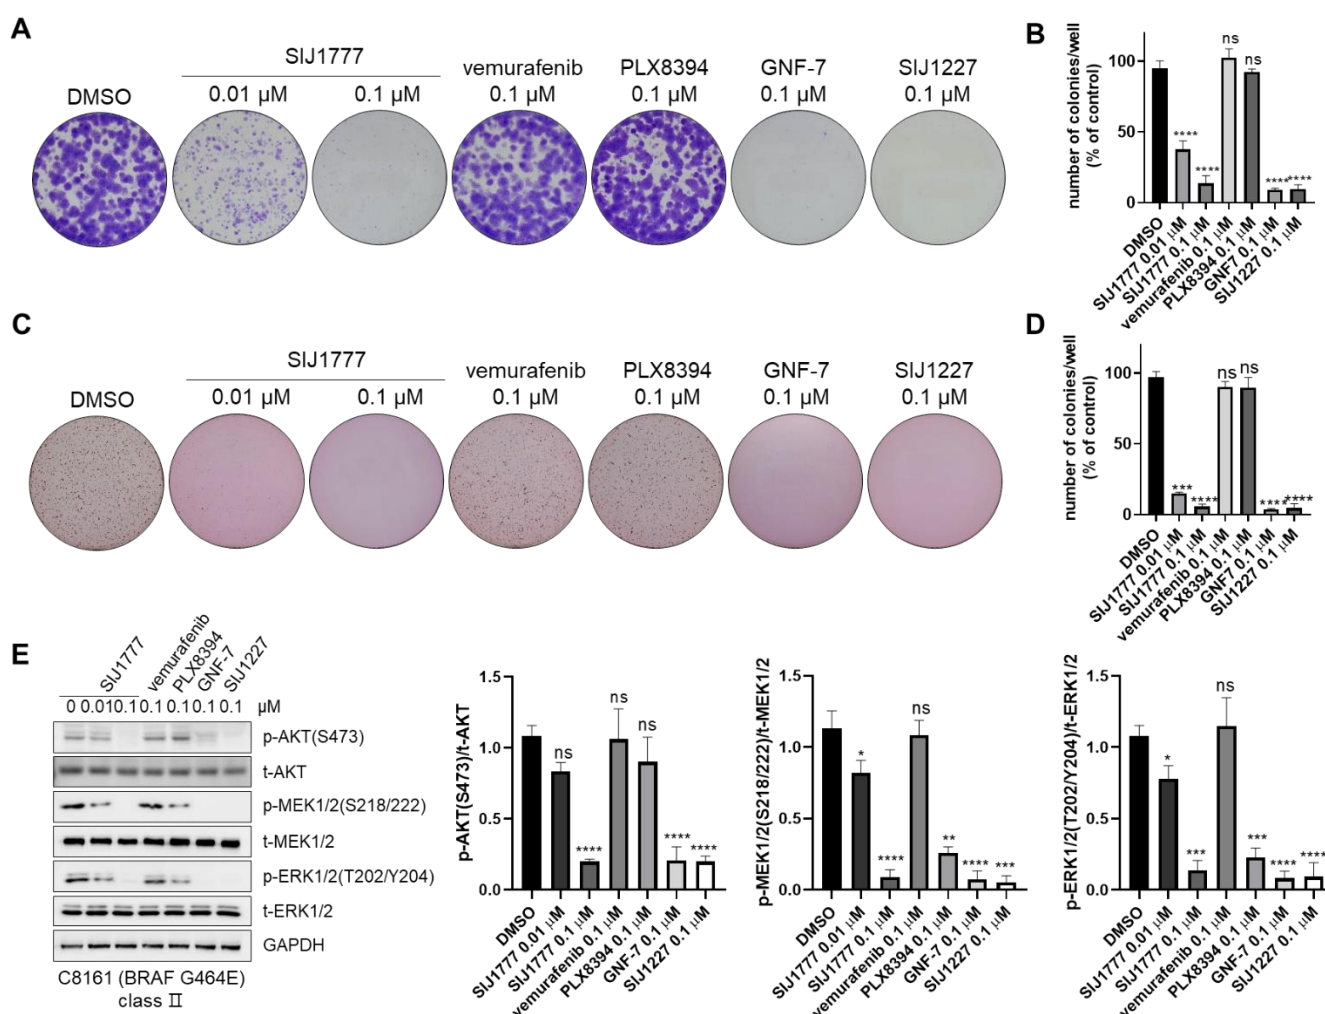 A
SIJ1777
DMSO
0.01 µM
0.1 µM
vemurafenib
0.1 µM
PLX8394
0.1 µM
GNF-7
0.1 µM
SIJ1227
0.1 µM
B
number of colonies/well
(% of control)
100
50
0
****
****
ns
ns
****
****
DMSO
SIJ1777 0.01 µM
SIJ1777 0.1 µM
vemurafenib 0.1 µM
PLX8394 0.1 µM
GNF7 0.1 µM
SIJ1227 0.1 µM
C
SIJ1777
DMSO
0.01 µM
0.1 µM
vemurafenib
0.1 µM
PLX8394
0.1 µM
GNF-7
0.1 µM
SIJ1227
0.1 µM
D
number of colonies/well
(% of control)
100
50
0
***
****
ns
ns
****
****
DMSO
SIJ1777 0.01 µM
SIJ1777 0.1 µM
vemurafenib 0.1 µM
PLX8394 0.1 µM
GNF7 0.1 µM
SIJ1227 0.1 µM
E
SIJ1777
vemurafenib
PLX8394
GNF-7
SIJ1227
0 0.01 0.1 0.1 0.1 0.1 0.1 µM
p-AKT(S473)
t-AKT
p-MEK1/2(S218/222)
t-MEK1/2
p-ERK1/2(T202/Y204)
t-ERK1/2
GAPDH
C8161 (BRAF G464E)
class Ⅱ
p-AKT(S473)/t-AKT
1.5
1.0
0.5
0.0
ns
****
ns
ns
****
****
DMSO
SIJ1777 0.01 µM
SIJ1777 0.1 µM
vemurafenib 0.1 µM
PLX8394 0.1 µM
GNF-7 0.1 µM
SIJ1227 0.1 µM
p-MEK1/2(S218/222)/t-MEK1/2
1.5
1.0
0.5
0.0
*
****
ns
**
****
***
DMSO
SIJ1777 0.01 µM
SIJ1777 0.1 µM
vemurafenib 0.1 µM
PLX8394 0.1 µM
GNF-7 0.1 µM
SIJ1227 0.1 µM
p-ERK1/2(T202/Y204)/t-ERK1/2
1.5
1.0
0.5
0.0
*
***
ns
***
****
****
DMSO
SIJ1777 0.01 µM
SIJ1777 0.1 µM
vemurafenib 0.1 µM
PLX8394 0.1 µM
GNF-7 0.1 µM
SIJ1227 0.1 µM